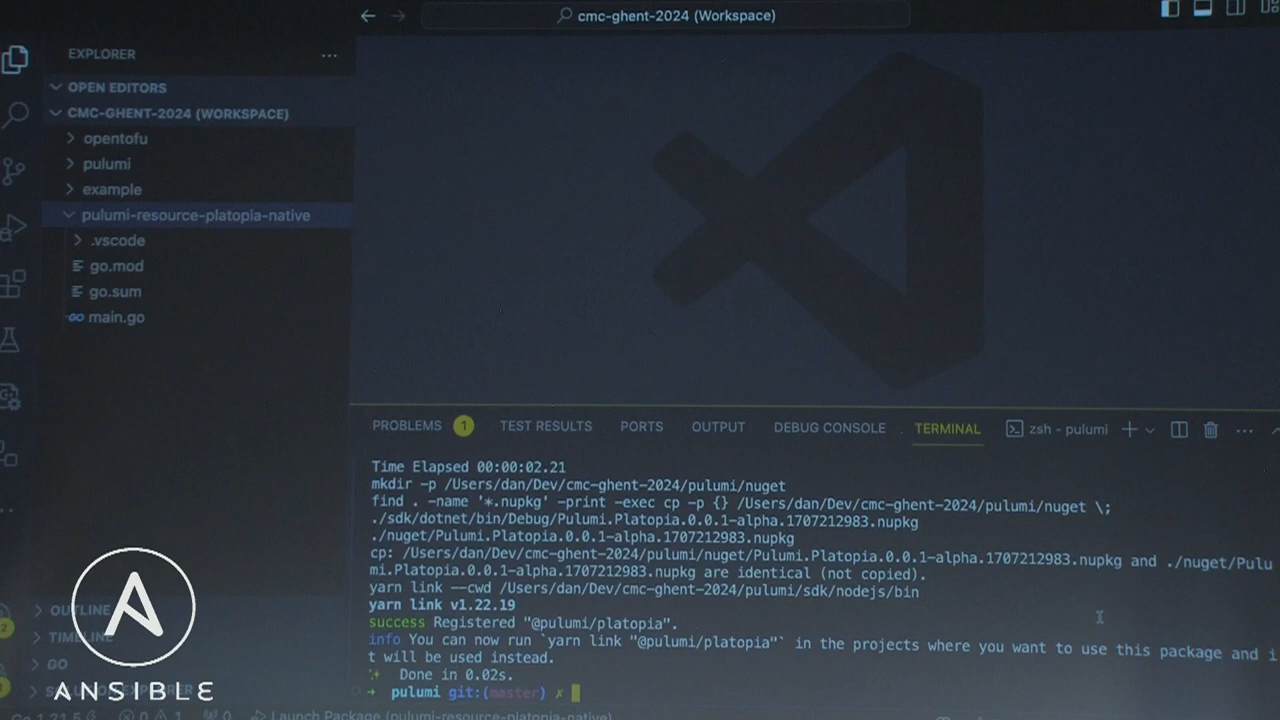 cmc-ghent-2024 (Workspace)
EXPLORER
OPEN EDITORS
CMC-GHENT-2024 (WORKSPACE)
opentofu
pulumi
example
pulumi-resource-platopia-native
.vscode
go.mod
go.sum
main.go
PROBLEMS 1 TEST RESULTS PORTS OUTPUT DEBUG CONSOLE TERMINAL zsh - pulumi
Time Elapsed 00:00:02.21
mkdir -p /Users/dan/Dev/cmc-ghent-2024/pulumi/nuget
find . -name '*.nupkg' -print -exec cp -p {} /Users/dan/Dev/cmc-ghent-2024/pulumi/nuget \;
./sdk/dotnet/bin/Debug/Pulumi.Platopia.0.0.1-alpha.1707212983.nupkg
./nuget/Pulumi.Platopia.0.0.1-alpha.1707212983.nupkg
cp: /Users/dan/Dev/cmc-ghent-2024/pulumi/nuget/Pulumi.Platopia.0.0.1-alpha.1707212983.nupkg and ./nuget/Pulu
mi.Platopia.0.0.1-alpha.1707212983.nupkg are identical (not copied).
yarn link --cwd /Users/dan/Dev/cmc-ghent-2024/pulumi/sdk/nodejs/bin
yarn link v1.22.19
success Registered "@pulumi/platopia".
info You can now run `yarn link "@pulumi/platopia"` in the projects where you want to use this package and i
t will be used instead.
Done in 0.02s.
pulumi git:(master) ✗
OUTLINE
TIMELINE
GO
ANSIBLE
Launch Package (pulumi-resource-platopia-native)